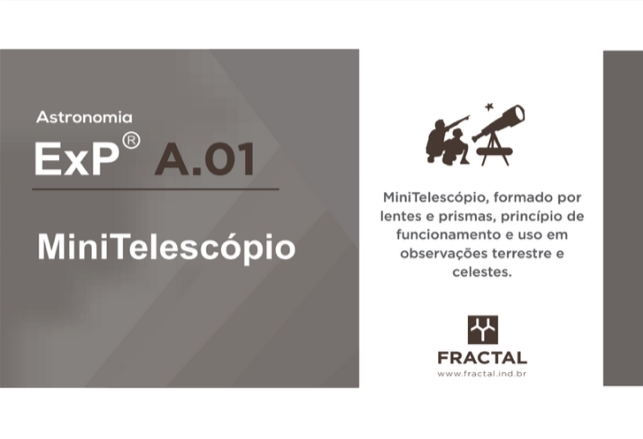 Astronomia
ExP® A.01
MiniTelescópio
MiniTelescópio, formado por
lentes e prismas, princípio de
funcionamento e uso em
observações terrestre e
celestes.
FRACTAL
www.fractal.ind.br